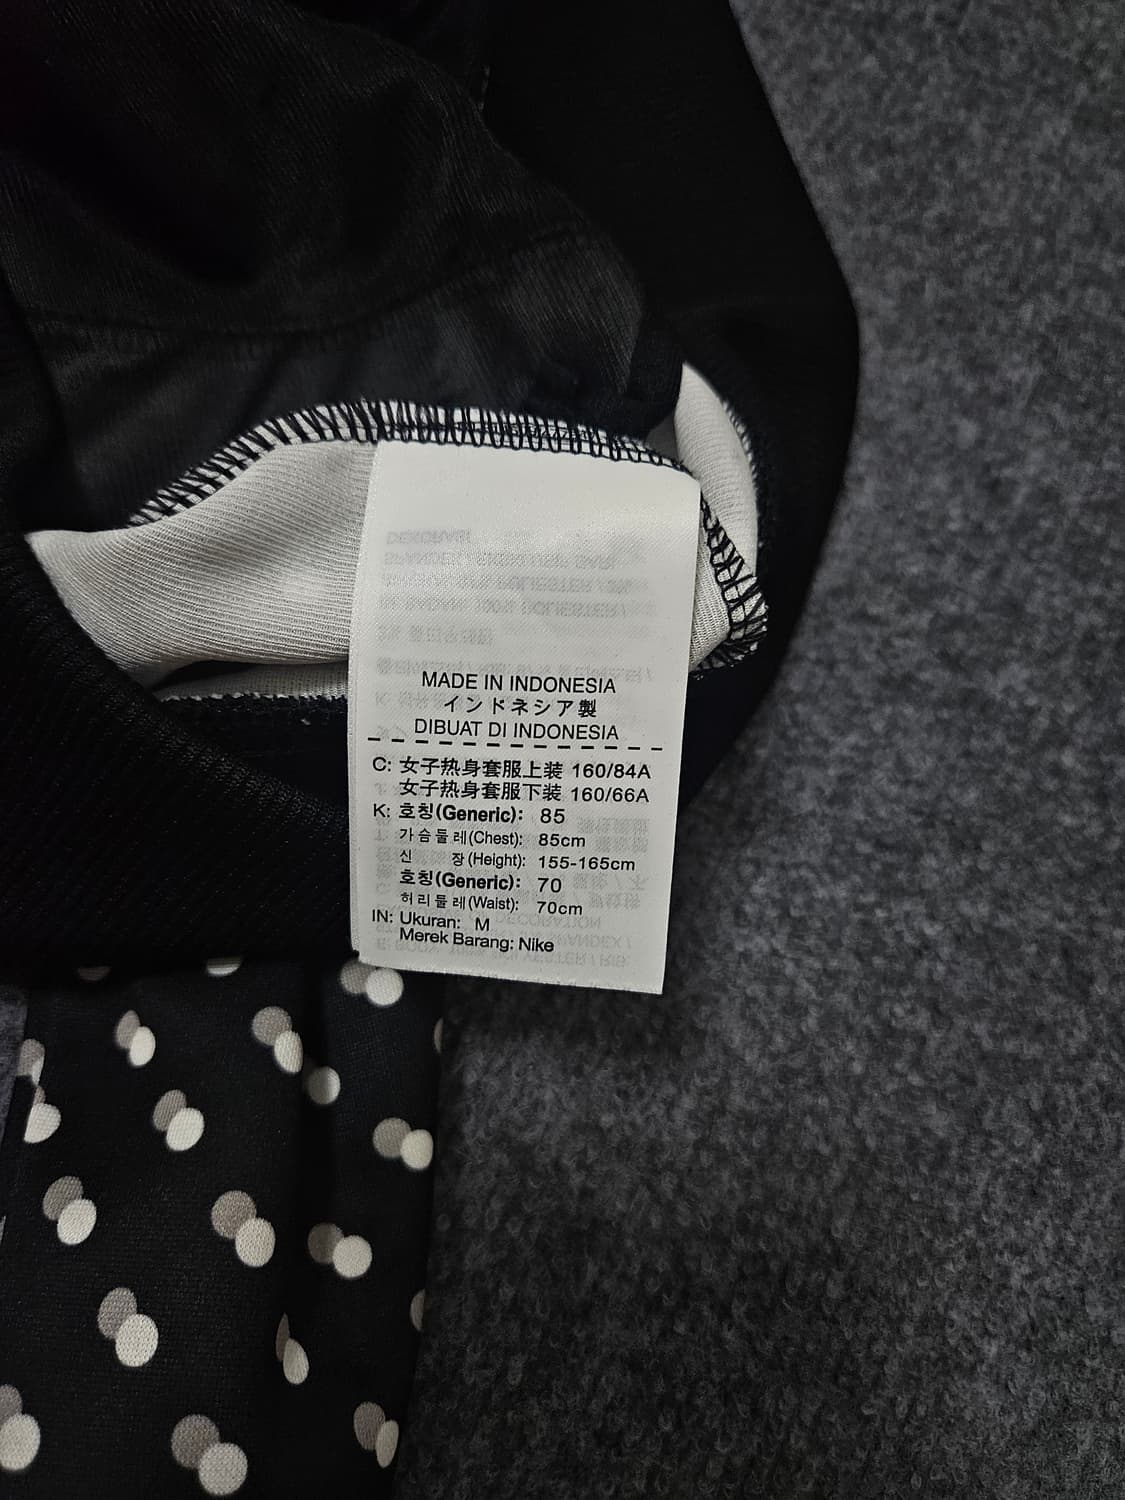 MADE IN INDONESIA
インドネシア製
DIBUAT DI INDONESIA
C: 女子热身套服上装 160/84A
女子热身套服下装 160/66A
K: 호칭(Generic): 85
가슴둘레(Chest): 85cm
신 장(Height): 155-165cm
호칭(Generic): 70
허리둘레(Waist): 70cm
IN: Ukuran: M
Merek Barang: Nike